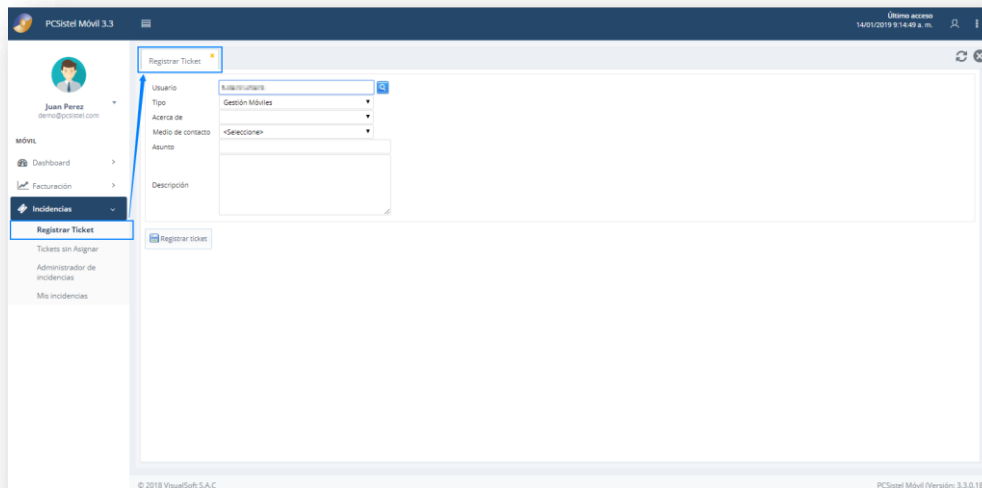 PCSistel Móvil 3.3
Último acceso
14/01/2019 9:14:49 a. m.
Juan Perez
demo@pcsistel.com
MÓVIL
Dashboard
Facturación
Incidencias
Registrar Ticket
Tickets sin Asignar
Administrador de
incidencias
Mis incidencias
Registrar Ticket
Usuario
Tipo Gestión Móviles
Acerca de
Medio de contacto <Seleccione>
Asunto
Descripción
Registrar ticket
© 2018 VisualSoft S.A.C
PCSistel Móvil (Versión: 3.3.0.18